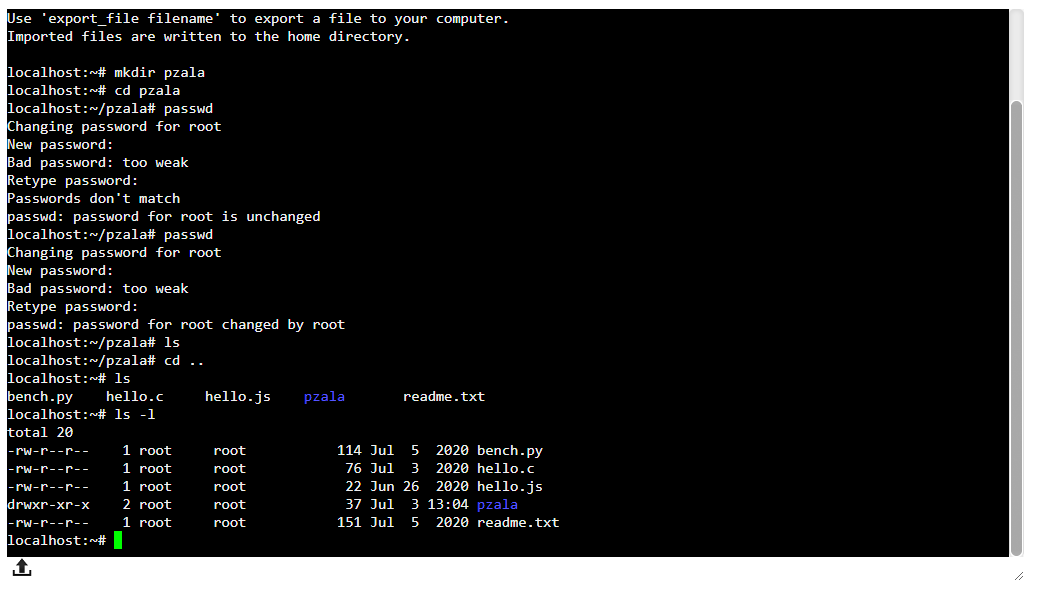 Use 'export_file filename' to export a file to your computer.
Imported files are written to the home directory.

localhost:~# mkdir pzala
localhost:~# cd pzala
localhost:~/pzala# passwd
Changing password for root
New password:
Bad password: too weak
Retype password:
Passwords don't match
passwd: password for root is unchanged
localhost:~/pzala# passwd
Changing password for root
New password:
Bad password: too weak
Retype password:
passwd: password for root changed by root
localhost:~/pzala# ls
localhost:~/pzala# cd ..
localhost:~# ls
bench.py    hello.c     hello.js    pzala       readme.txt
localhost:~# ls -l
total 20
-rw-r--r--    1 root     root           114 Jul  5  2020 bench.py
-rw-r--r--    1 root     root            76 Jul  3  2020 hello.c
-rw-r--r--    1 root     root            22 Jun 26  2020 hello.js
drwxr-xr-x    2 root     root            37 Jul  3 13:04 pzala
-rw-r--r--    1 root     root           151 Jul  5  2020 readme.txt
localhost:~#